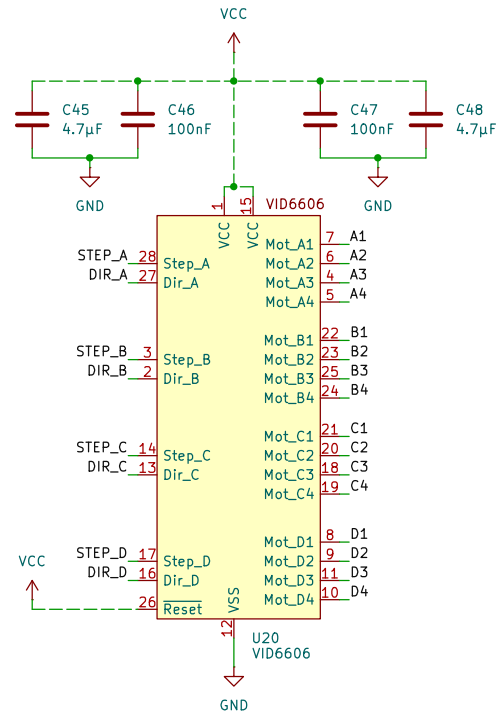 VCC
C45
4.7µF
C46
100nF
C47
100nF
C48
4.7µF
GND
GND
1
15
VID6606
VCC
VCC
STEP_A 28 Step_A
DIR_A 27 Dir_A
STEP_B 3 Step_B
DIR_B 2 Dir_B
STEP_C 14 Step_C
DIR_C 13 Dir_C
STEP_D 17 Step_D
DIR_D 16 Dir_D
VCC
26 Reset
Mot_A1 7 A1
Mot_A2 6 A2
Mot_A3 4 A3
Mot_A4 5 A4
Mot_B1 22 B1
Mot_B2 23 B2
Mot_B3 25 B3
Mot_B4 24 B4
Mot_C1 21 C1
Mot_C2 20 C2
Mot_C3 18 C3
Mot_C4 19 C4
Mot_D1 8 D1
Mot_D2 9 D2
Mot_D3 11 D3
Mot_D4 10 D4
VSS
12
U20
VID6606
GND